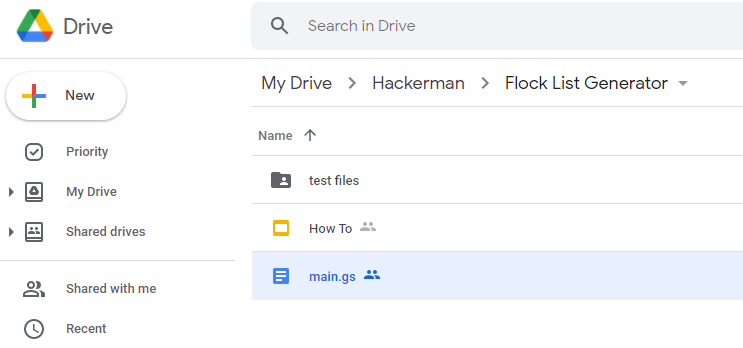 Drive
Search in Drive
New
My Drive > Hackerman > Flock List Generator
Name
Priority
test files
My Drive
How To
Shared drives
main.gs
Shared with me
Recent